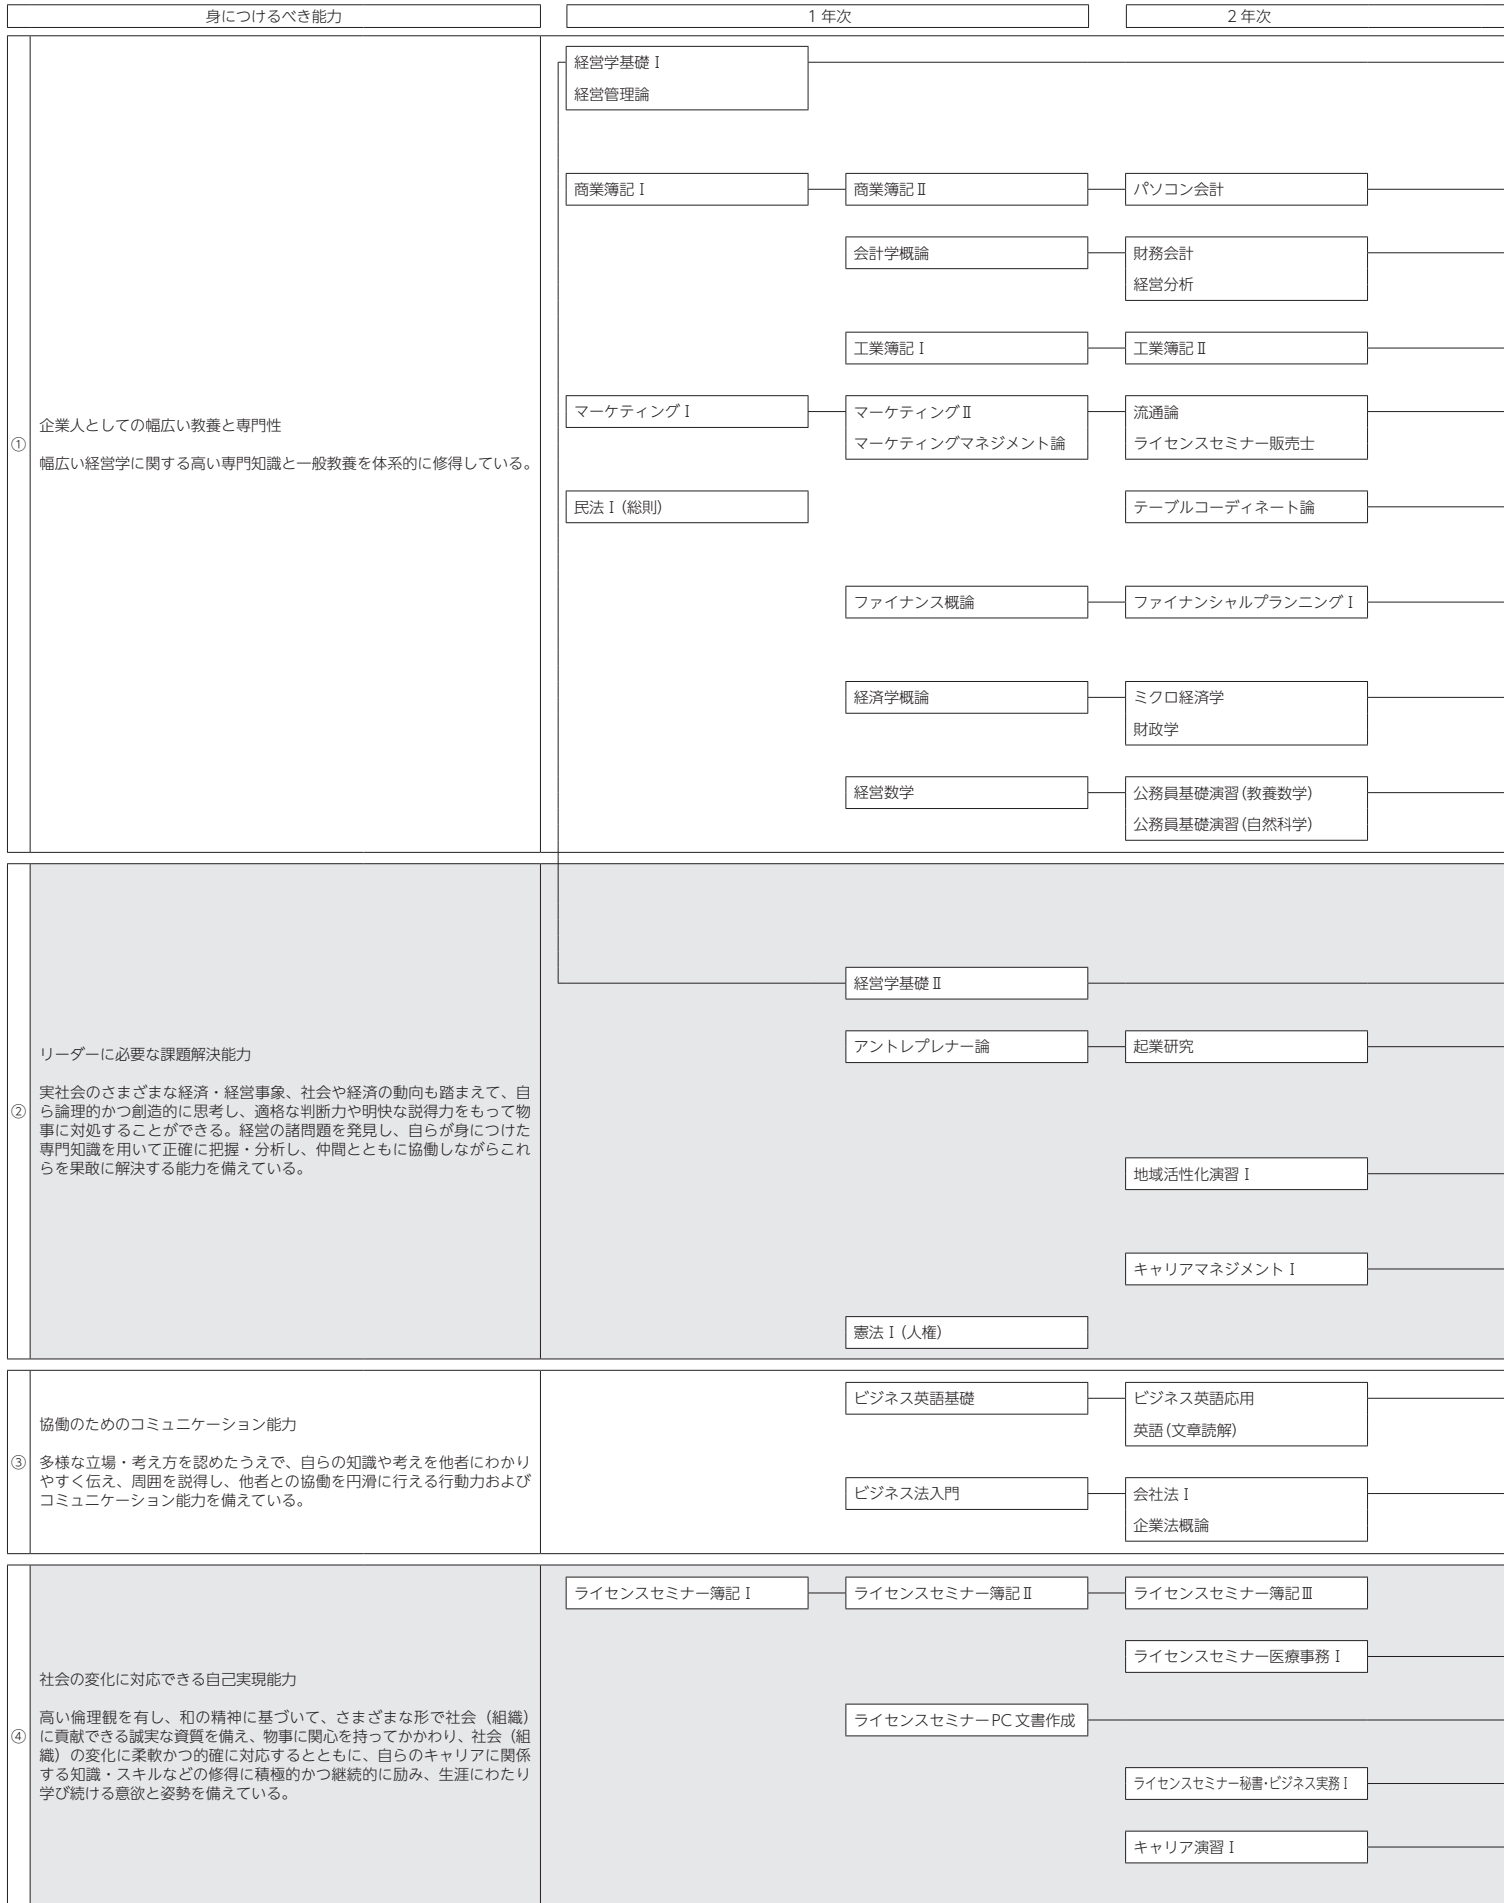 身につけるべき能力
1 年次
2 年次
経営学基礎 Ⅰ
経営管理論
商業簿記 Ⅰ
商業簿記 Ⅱ
パソコン会計
会計学概論
財務会計
経営分析
工業簿記 Ⅰ
工業簿記 Ⅱ
①
企業人としての幅広い教養と専門性
幅広い経営学に関する高い専門知識と一般教養を体系的に修得している。
マーケティング Ⅰ
マーケティング Ⅱ
マーケティングマネジメント論
流通論
ライセンスセミナー販売士
民法 Ⅰ (総則)
テーブルコーディネート論
ファイナンス概論
ファイナンシャルプランニング Ⅰ
経済学概論
ミクロ経済学
財政学
経営数学
公務員基礎演習 (教養数学)
公務員基礎演習 (自然科学)
経営学基礎 Ⅱ
②
リーダーに必要な課題解決能力
実社会のさまざまな経済・経営事象、社会や経済の動向も踏まえて、自
ら論理的かつ創造的に思考し、適格な判断力や明快な説得力をもって物
事に対処することができる。経営の諸問題を発見し、自らが身につけた
専門知識を用いて正確に把握・分析し、仲間とともに協働しながらこれ
らを果敢に解決する能力を備えている。
アントレプレナー論
起業研究
地域活性化演習 Ⅰ
キャリアマネジメント Ⅰ
憲法 Ⅰ (人権)
③
協働のためのコミュニケーション能力
多様な立場・考え方を認めたうえで、自らの知識や考えを他者にわかり
やすく伝え、周囲を説得し、他者との協働を円滑に行える行動力および
コミュニケーション能力を備えている。
ビジネス英語基礎
ビジネス英語応用
英語 (文章読解)
ビジネス法入門
会社法 Ⅰ
企業法概論
④
社会の変化に対応できる自己実現能力
高い倫理観を有し、和の精神に基づいて、さまざまな形で社会（組織）
に貢献できる誠実な資質を備え、物事に関心を持ってかかわり、社会（組
織）の変化に柔軟かつ的確に対応するとともに、自らのキャリアに関係
する知識・スキルなどの修得に積極的かつ継続的に励み、生涯にわたり
学び続ける意欲と姿勢を備えている。
ライセンスセミナー簿記 Ⅰ
ライセンスセミナー簿記 Ⅱ
ライセンスセミナー簿記 Ⅲ
ライセンスセミナー医療事務 Ⅰ
ライセンスセミナー PC 文書作成
ライセンスセミナー秘書・ビジネス実務 Ⅰ
キャリア演習 Ⅰ